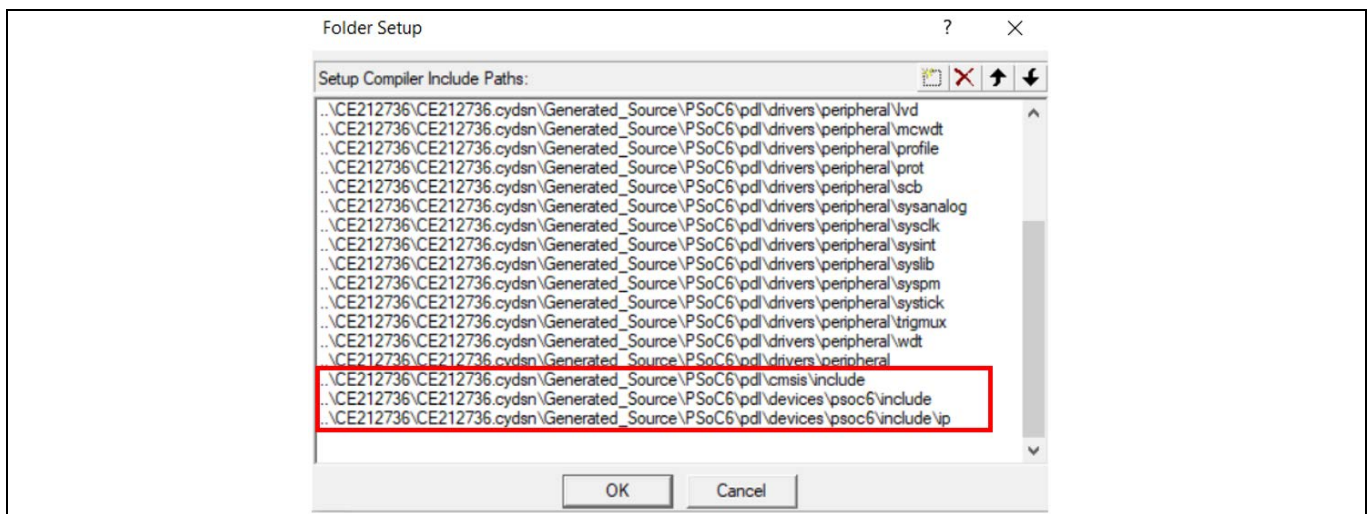 Folder Setup
?
×
Setup Compiler Include Paths:
..\CE212736\CE212736.cydsn\Generated_Source\PSoC6\pdl\drivers\peripheral\lvd
..\CE212736\CE212736.cydsn\Generated_Source\PSoC6\pdl\drivers\peripheral\mcwdt
..\CE212736\CE212736.cydsn\Generated_Source\PSoC6\pdl\drivers\peripheral\profile
..\CE212736\CE212736.cydsn\Generated_Source\PSoC6\pdl\drivers\peripheral\prot
..\CE212736\CE212736.cydsn\Generated_Source\PSoC6\pdl\drivers\peripheral\scb
..\CE212736\CE212736.cydsn\Generated_Source\PSoC6\pdl\drivers\peripheral\sysanalog
..\CE212736\CE212736.cydsn\Generated_Source\PSoC6\pdl\drivers\peripheral\sysclk
..\CE212736\CE212736.cydsn\Generated_Source\PSoC6\pdl\drivers\peripheral\sysint
..\CE212736\CE212736.cydsn\Generated_Source\PSoC6\pdl\drivers\peripheral\syslib
..\CE212736\CE212736.cydsn\Generated_Source\PSoC6\pdl\drivers\peripheral\syspm
..\CE212736\CE212736.cydsn\Generated_Source\PSoC6\pdl\drivers\peripheral\systick
..\CE212736\CE212736.cydsn\Generated_Source\PSoC6\pdl\drivers\peripheral\trigmux
..\CE212736\CE212736.cydsn\Generated_Source\PSoC6\pdl\drivers\peripheral\wdt
..\CE212736\CE212736.cydsn\Generated_Source\PSoC6\pdl\drivers\peripheral
..\CE212736\CE212736.cydsn\Generated_Source\PSoC6\pdl\cmsis\include
..\CE212736\CE212736.cydsn\Generated_Source\PSoC6\pdl\devices\psoc6\include
..\CE212736\CE212736.cydsn\Generated_Source\PSoC6\pdl\devices\psoc6\include\ip
OK
Cancel